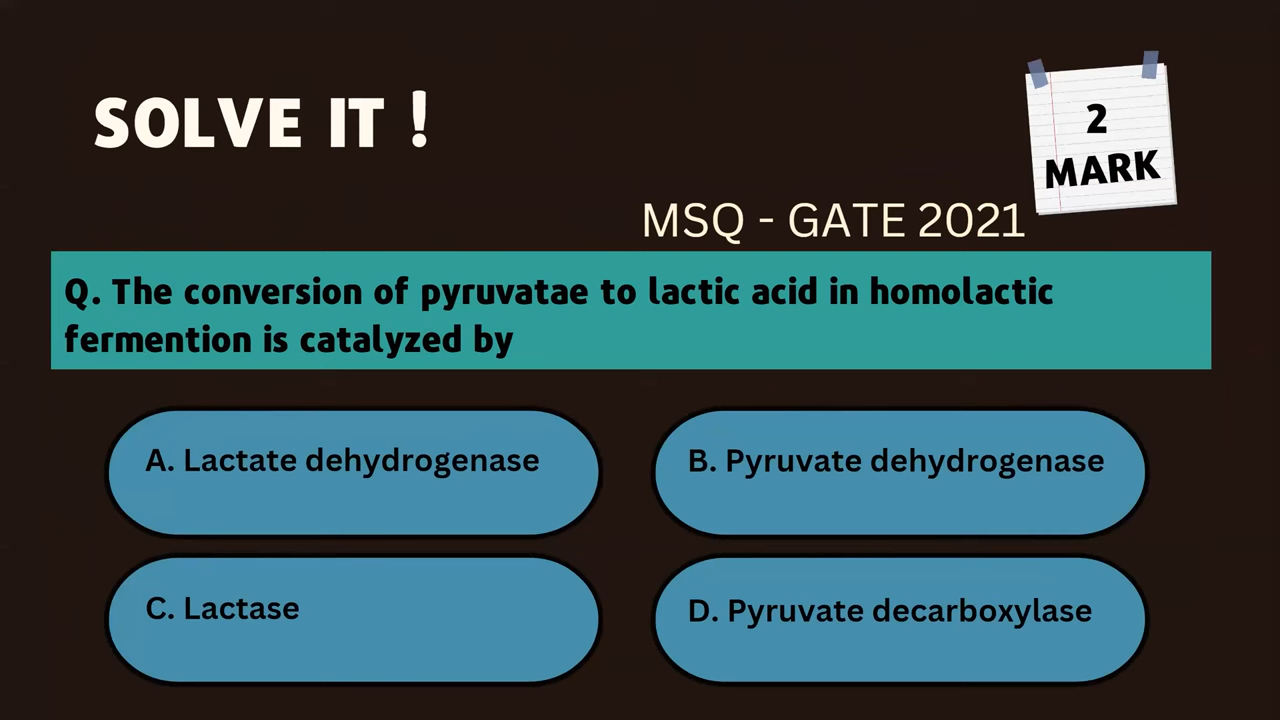 SOLVE IT !
2
MARK
MSQ - GATE 2021
Q. The conversion of pyruvatae to lactic acid in homolactic
fermention is catalyzed by
A. Lactate dehydrogenase
B. Pyruvate dehydrogenase
C. Lactase
D. Pyruvate decarboxylase